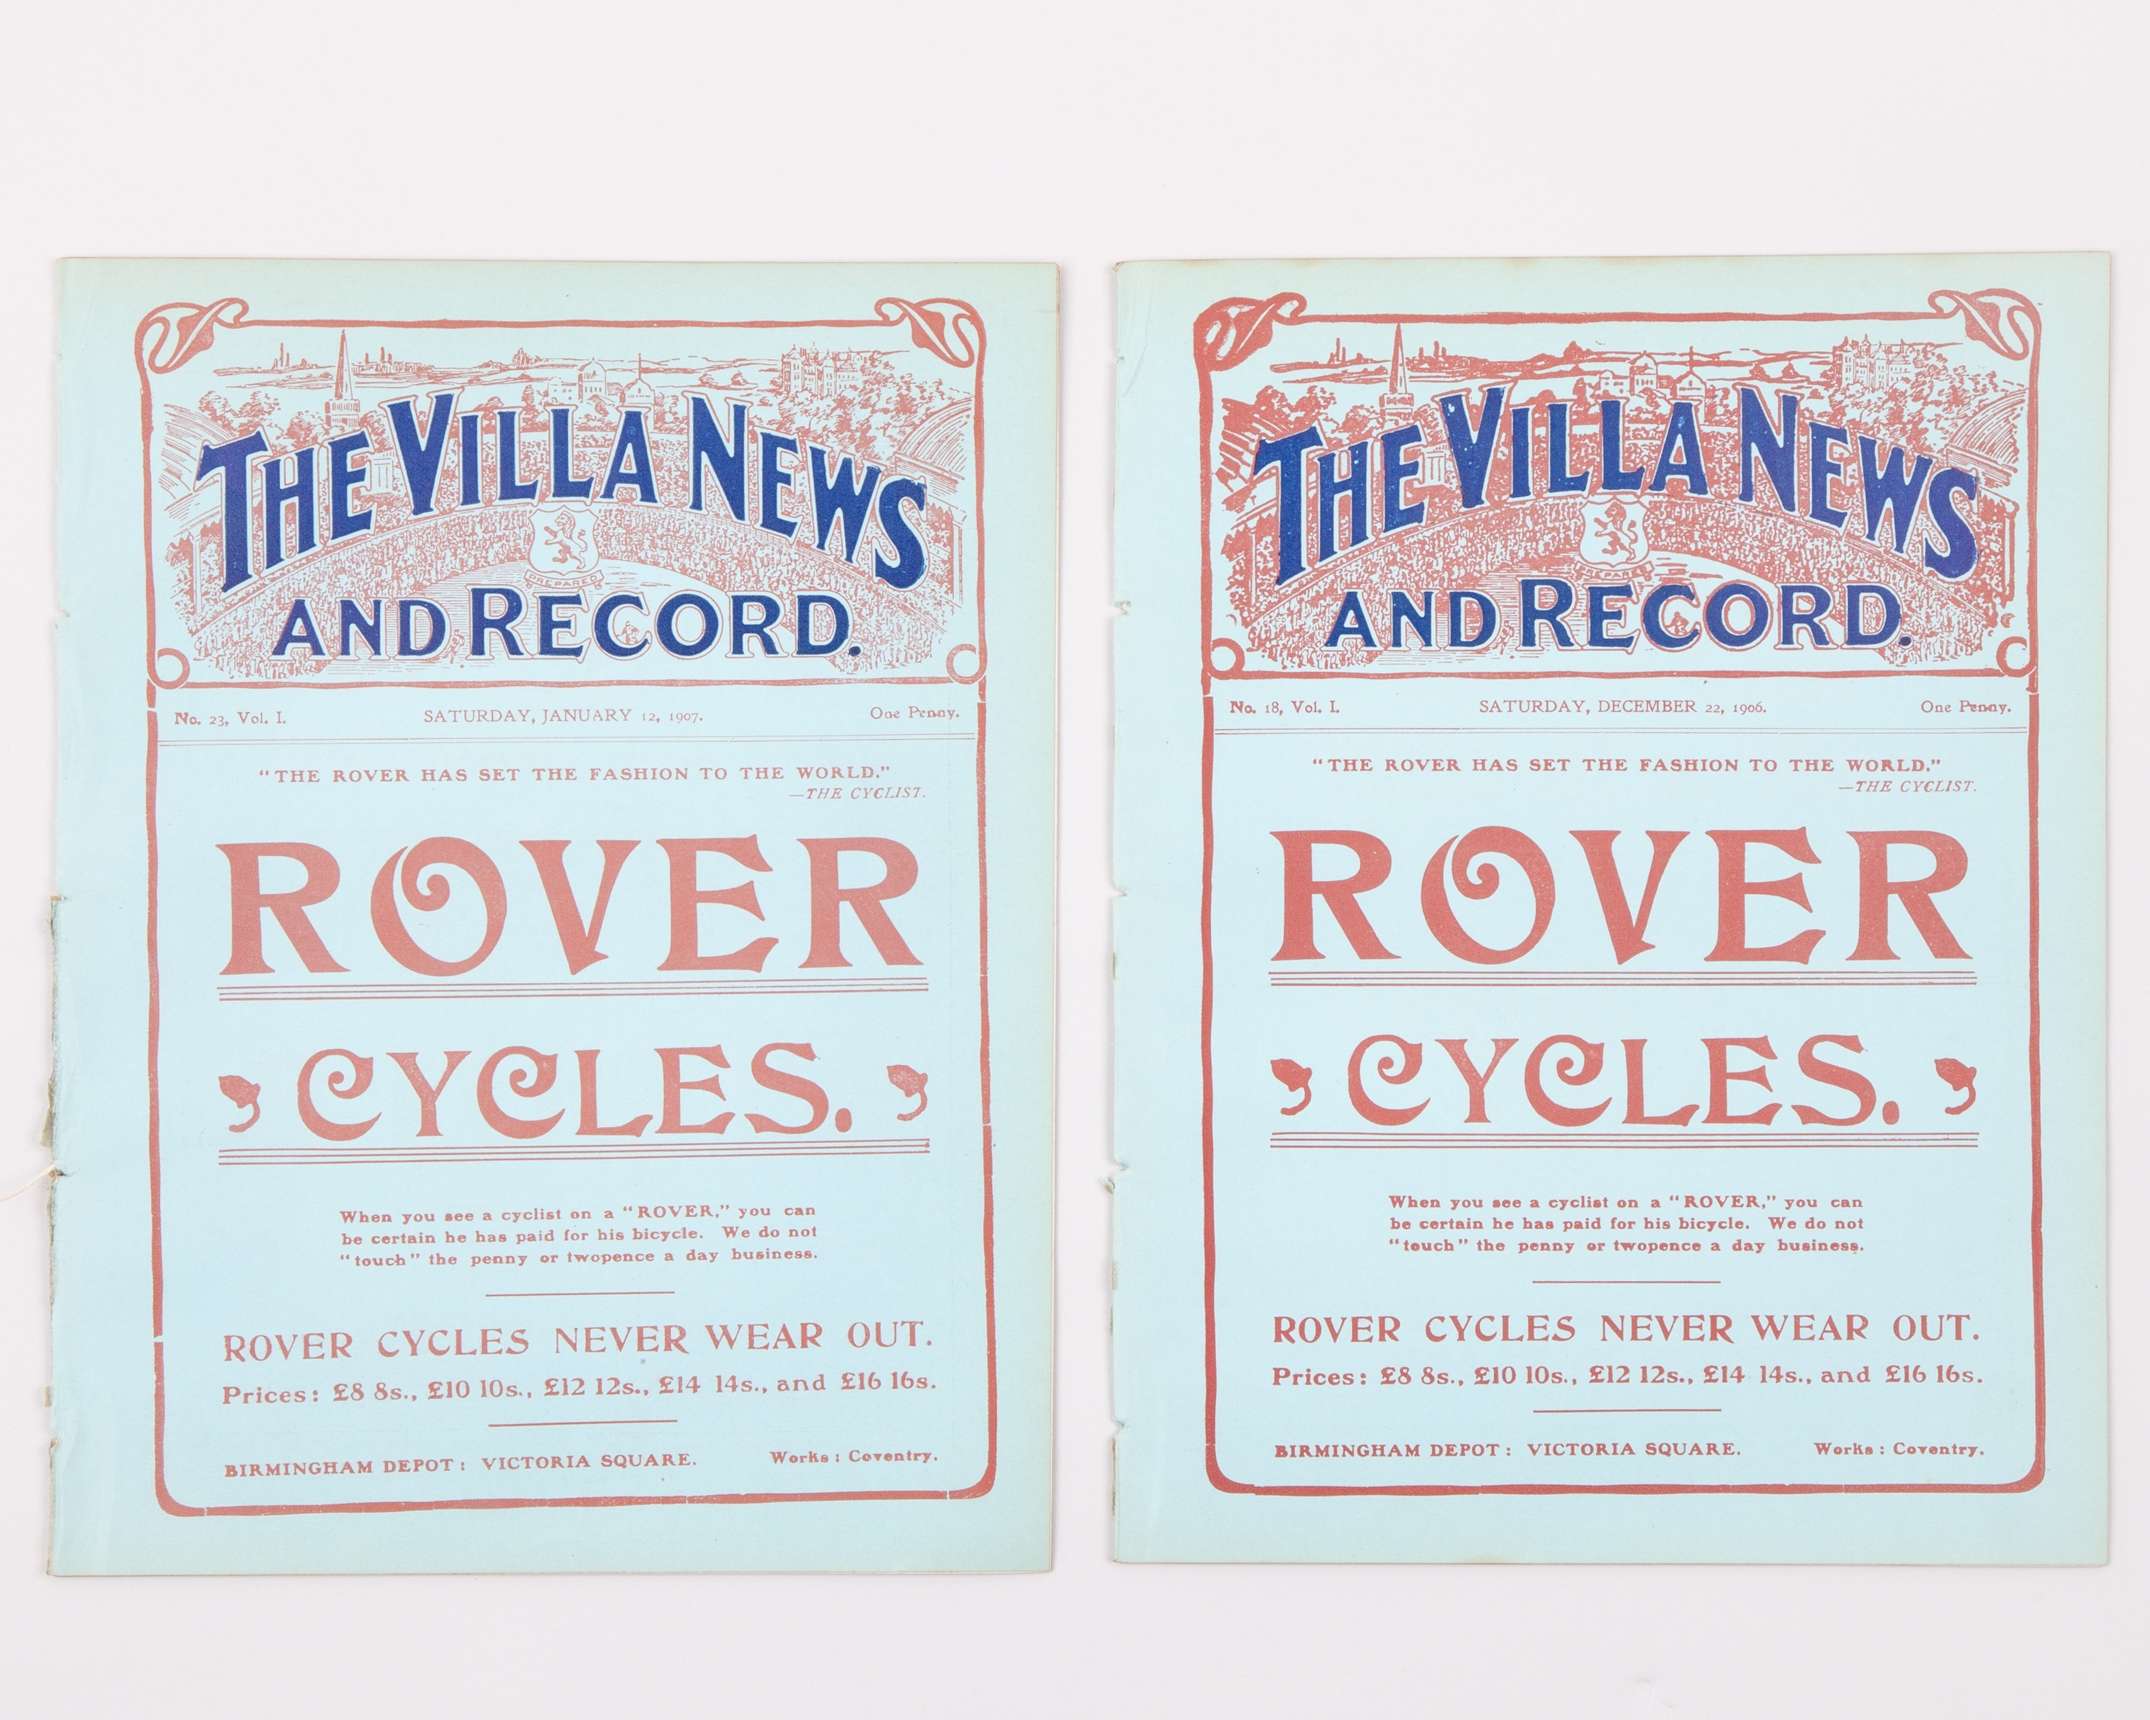 THE VILLA NEWS
AND RECORD.
PREPARED
No. 23, Vol. I. SATURDAY, JANUARY 12, 1907. One Penny.
"THE ROVER HAS SET THE FASHION TO THE WORLD."
—THE CYCLIST.
ROVER
CYCLES.
When you see a cyclist on a "ROVER," you can
be certain he has paid for his bicycle. We do not
"touch" the penny or twopence a day business.
ROVER CYCLES NEVER WEAR OUT.
Prices: £8 8s., £10 10s., £12 12s., £14 14s., and £16 16s.
BIRMINGHAM DEPOT: VICTORIA SQUARE. Works: Coventry.
THE VILLA NEWS
AND RECORD.
PREPARED
No. 18, Vol. I. SATURDAY, DECEMBER 22, 1906. One Penny.
"THE ROVER HAS SET THE FASHION TO THE WORLD."
—THE CYCLIST.
ROVER
CYCLES.
When you see a cyclist on a "ROVER," you can
be certain he has paid for his bicycle. We do not
"touch" the penny or twopence a day business.
ROVER CYCLES NEVER WEAR OUT.
Prices: £8 8s., £10 10s., £12 12s., £14 14s., and £16 16s.
BIRMINGHAM DEPOT: VICTORIA SQUARE. Works: Coventry.